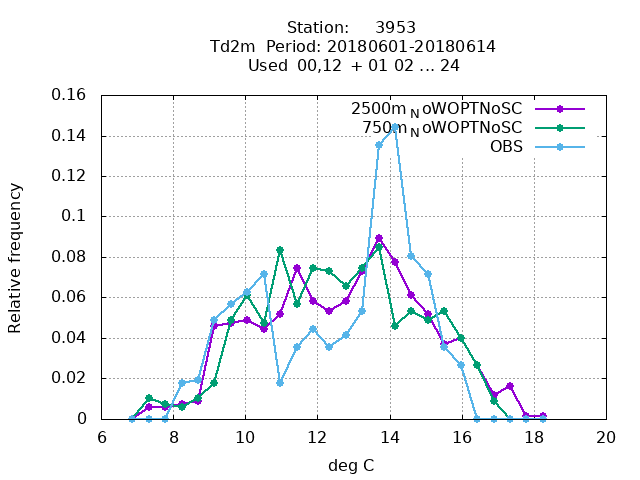 Station: 3953
Td2m Period: 20180601-20180614
Used 00,12 + 01 02 ... 24
2500m_NoWOPTNoSC
750m_NoWOPTNoSC
OBS
Relative frequency
0.16
0.14
0.12
0.1
0.08
0.06
0.04
0.02
0
6 8 10 12 14 16 18 20
deg C